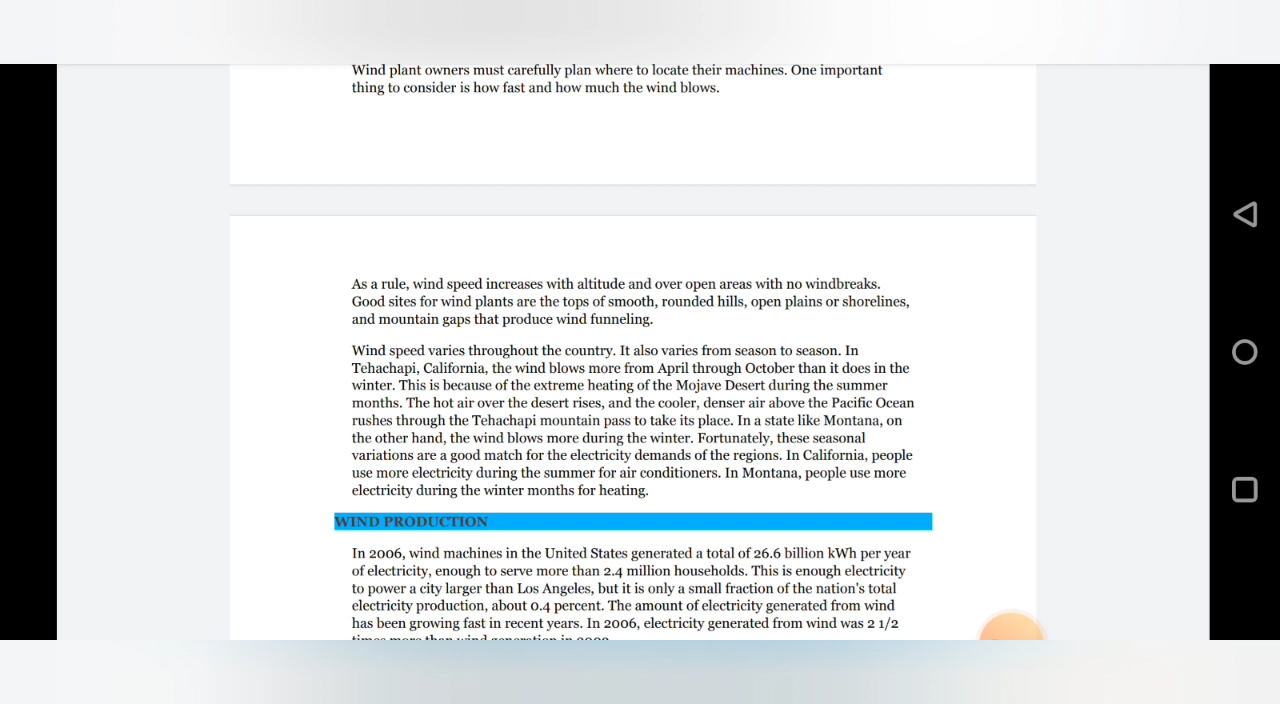 Wind plant owners must carefully plan where to locate their machines. One important
thing to consider is how fast and how much the wind blows.
As a rule, wind speed increases with altitude and over open areas with no windbreaks.
Good sites for wind plants are the tops of smooth, rounded hills, open plains or shorelines,
and mountain gaps that produce wind funneling.
Wind speed varies throughout the country. It also varies from season to season. In
Tehachapi, California, the wind blows more from April through October than it does in the
winter. This is because of the extreme heating of the Mojave Desert during the summer
months. The hot air over the desert rises, and the cooler, denser air above the Pacific Ocean
rushes through the Tehachapi mountain pass to take its place. In a state like Montana, on
the other hand, the wind blows more during the winter. Fortunately, these seasonal
variations are a good match for the electricity demands of the regions. In California, people
use more electricity during the summer for air conditioners. In Montana, people use more
electricity during the winter months for heating.
WIND PRODUCTION
In 2006, wind machines in the United States generated a total of 26.6 billion kWh per year
of electricity, enough to serve more than 2.4 million households. This is enough electricity
to power a city larger than Los Angeles, but it is only a small fraction of the nation's total
electricity production, about 0.4 percent. The amount of electricity generated from wind
has been growing fast in recent years. In 2006, electricity generated from wind was 2 1/2
times more than wind generation in